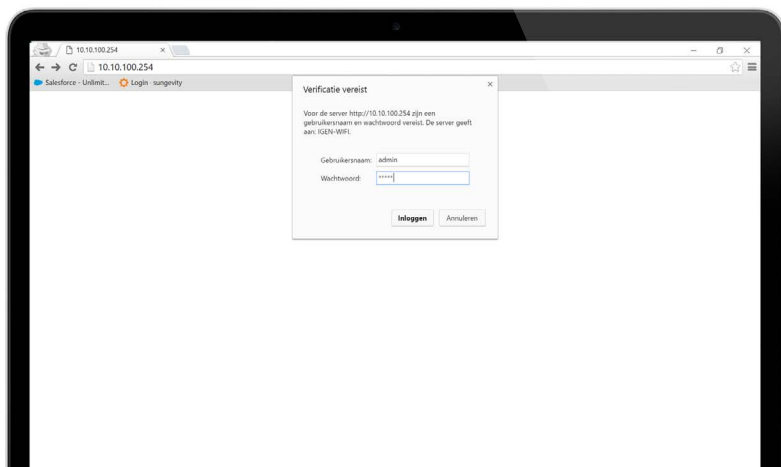 10.10.100.254
10.10.100.254
Salesforce - Unlimit...
Login - sungevity
Verificatie vereist
Voor de server http://10.10.100.254 zijn een
gebruikersnaam en wachtwoord vereist. De server geeft
aan: IGEN-WIFI.
Gebruikersnaam: admin
Wachtwoord: *****
Inloggen Annuleren